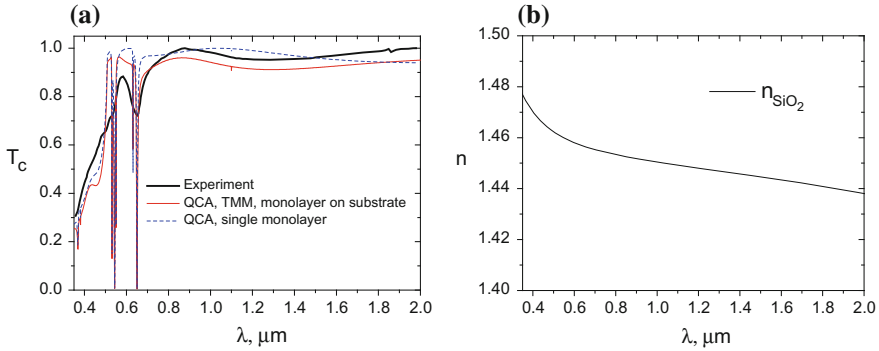 (a)
1.0
0.8
0.6
0.4
0.2
0.0
T_c
Experiment
QCA, TMM, monolayer on substrate
QCA, single monolayer
0.4 0.6 0.8 1.0 1.2 1.4 1.6 1.8 2.0
λ, μm
(b)
1.50
1.48
1.46
1.44
1.42
1.40
n
n_SiO₂
0.4 0.6 0.8 1.0 1.2 1.4 1.6 1.8 2.0
λ, μm